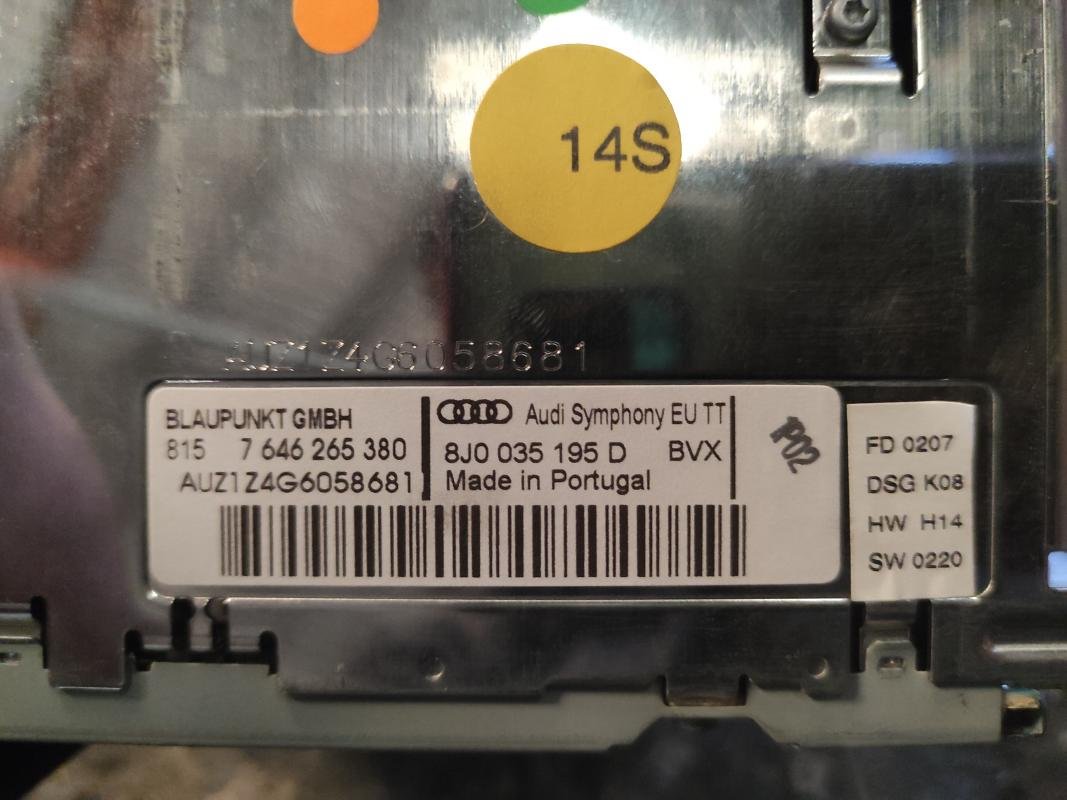 14S
AUZ1Z4G6058681
BLAUPUNKT GMBH
815 7 646 265 380
AUZ1Z4G6058681
Audi Symphony EU TT
8J0 035 195 D BVX
Made in Portugal
FD 0207
DSG K08
HW H14
SW 0220